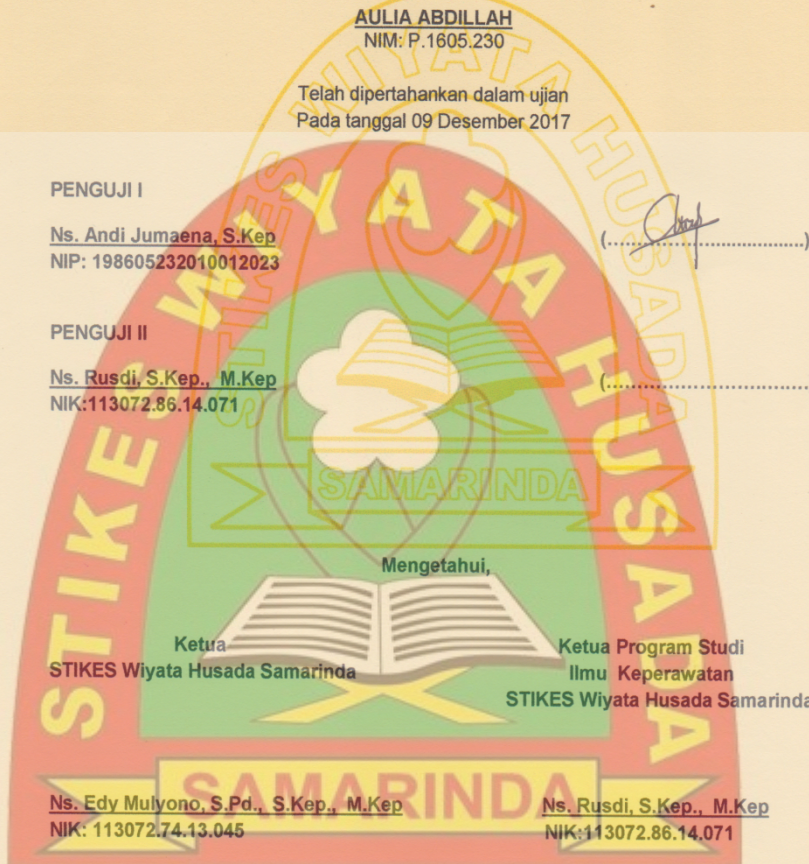 AULIA ABDILLAH
NIM: P.1605.230
Telah dipertahankan dalam ujian
Pada tanggal 09 Desember 2017
PENGUJI I
Ns. Andi Jumaena, S.Kep
NIP: 198605232010012023
(..............................)
PENGUJI II
Ns. Rusdi, S.Kep., M.Kep
NIK:113072.86.14.071
(..............................
Mengetahui,
Ketua
STIKES Wiyata Husada Samarinda
Ketua Program Studi
Ilmu Keperawatan
STIKES Wiyata Husada Samarinda
Ns. Edy Mulyono, S.Pd., S.Kep., M.Kep
NIK: 113072.74.13.045
Ns. Rusdi, S.Kep., M.Kep
NIK:113072.86.14.071
STIKES WIYATA HUSADA
SAMARINDA
STIKES WIYATA HUSADA
SAMARINDA